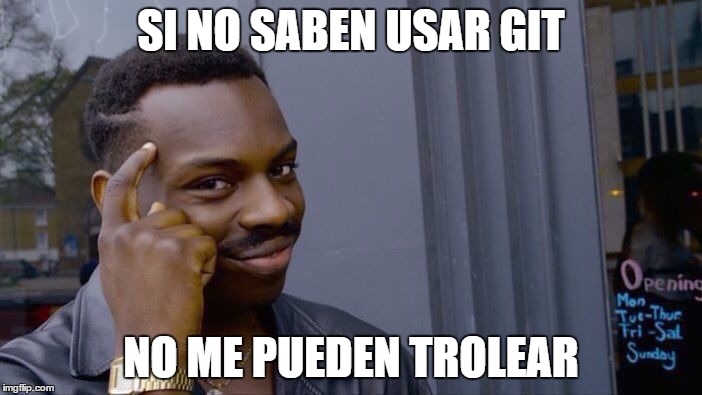 SI NO SABEN USAR GIT
Opening
Mon
Tue-Thur
Fri-Sat
Sunday
NO ME PUEDEN TROLEAR
imgflip.com